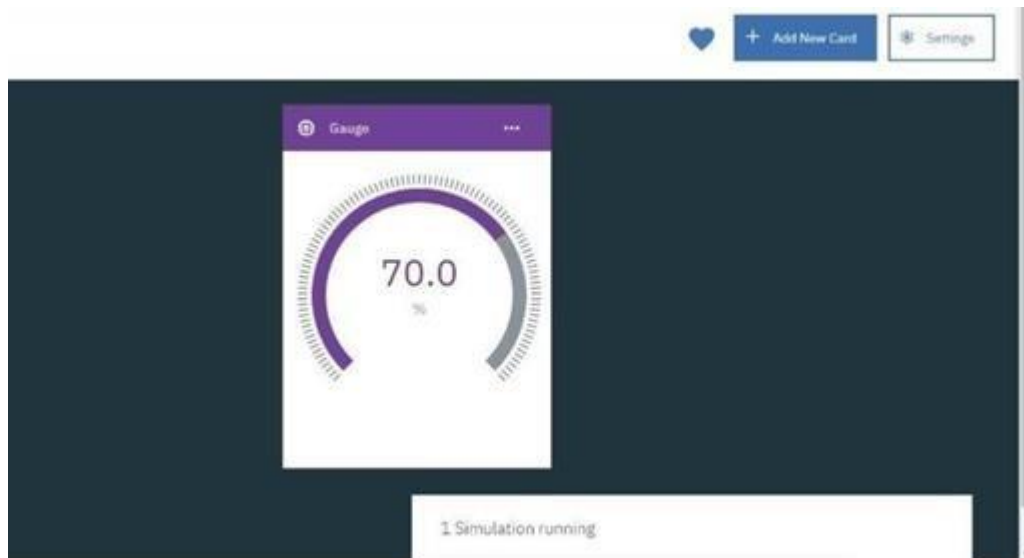 + Add New Card
Settings
Gauge
70.0
%
1 Simulation running